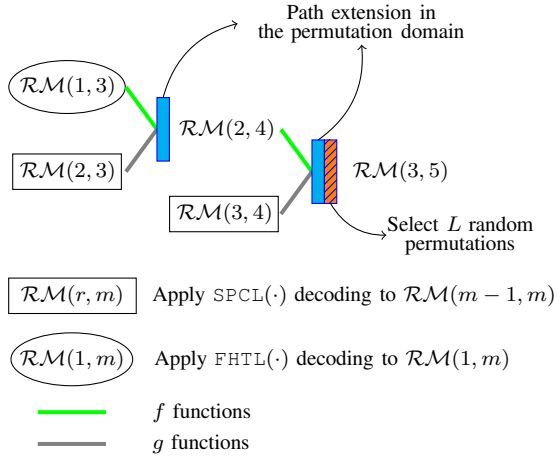 Path extension in
the permutation domain
RM(1, 3)
RM(2, 4)
RM(2, 3)
RM(3, 5)
RM(3, 4)
Select L random
permutations
RM(r, m) Apply SPCL(·) decoding to RM(m − 1, m)
RM(1, m) Apply FHTL(·) decoding to RM(1, m)
f functions
g functions